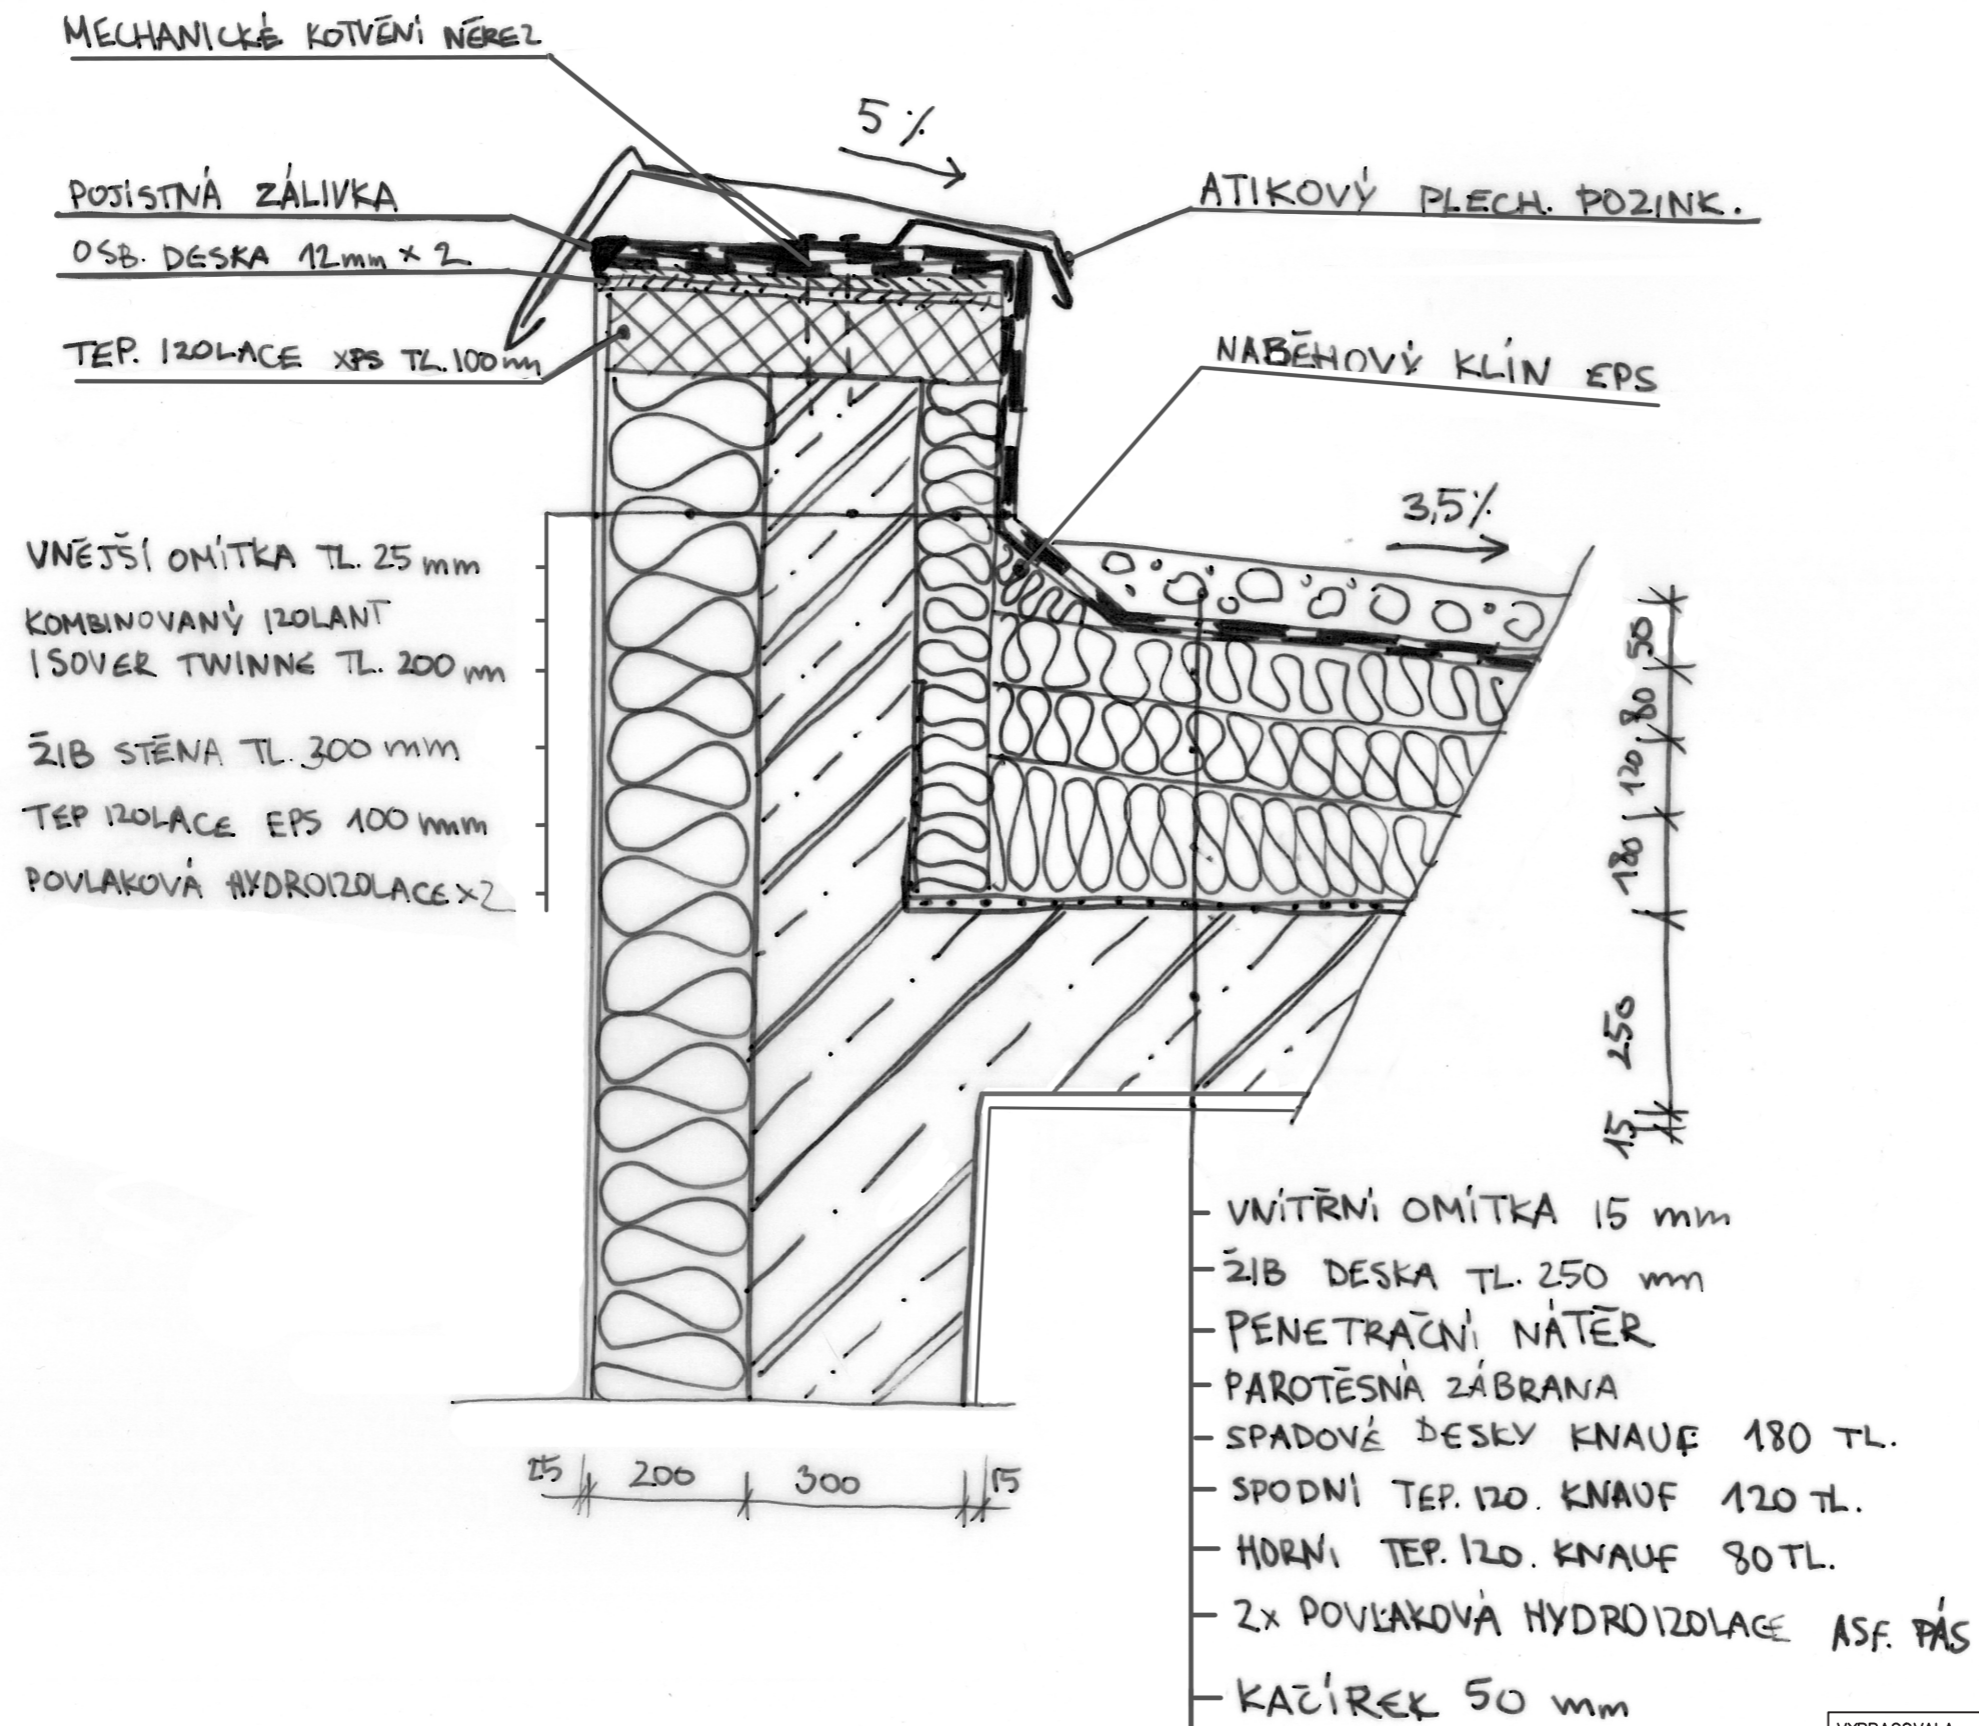 MECHANICKÉ KOTVENÍ NEREZ
5 %
POJISTNÁ ZÁLIVKA
OSB. DESKA 12mm x 2
TEP. IZOLACE XPS TL. 100mm
ATIKOVÝ PLECH. POZINK.
NABĚHOVÝ KLÍN EPS
3,5%
VNĚJŠÍ OMÍTKA TL. 25 mm
KOMBINOVANÝ IZOLANT
ISOVER TWINNE TL. 200 mm
ŽIB STĚNA TL. 300 mm
TEP IZOLACE EPS 100 mm
POVLAKOVÁ HYDROIZOLACE x2
50
80
120
180
250
15
25 200 300 15
VNITŘNÍ OMÍTKA 15 mm
ŽIB DESKA TL. 250 mm
PENETRAČNÍ NÁTĚR
PAROTĚSNÁ ZÁBRANA
SPADOVÉ DESKY KNAUF 180 TL.
SPODNÍ TEP. IZO. KNAUF 120 TL.
HORNÍ TEP. IZO. KNAUF 80 TL.
2x POVLAKOVÁ HYDROIZOLACE ASF. PÁS
KAČÍREK 50 mm